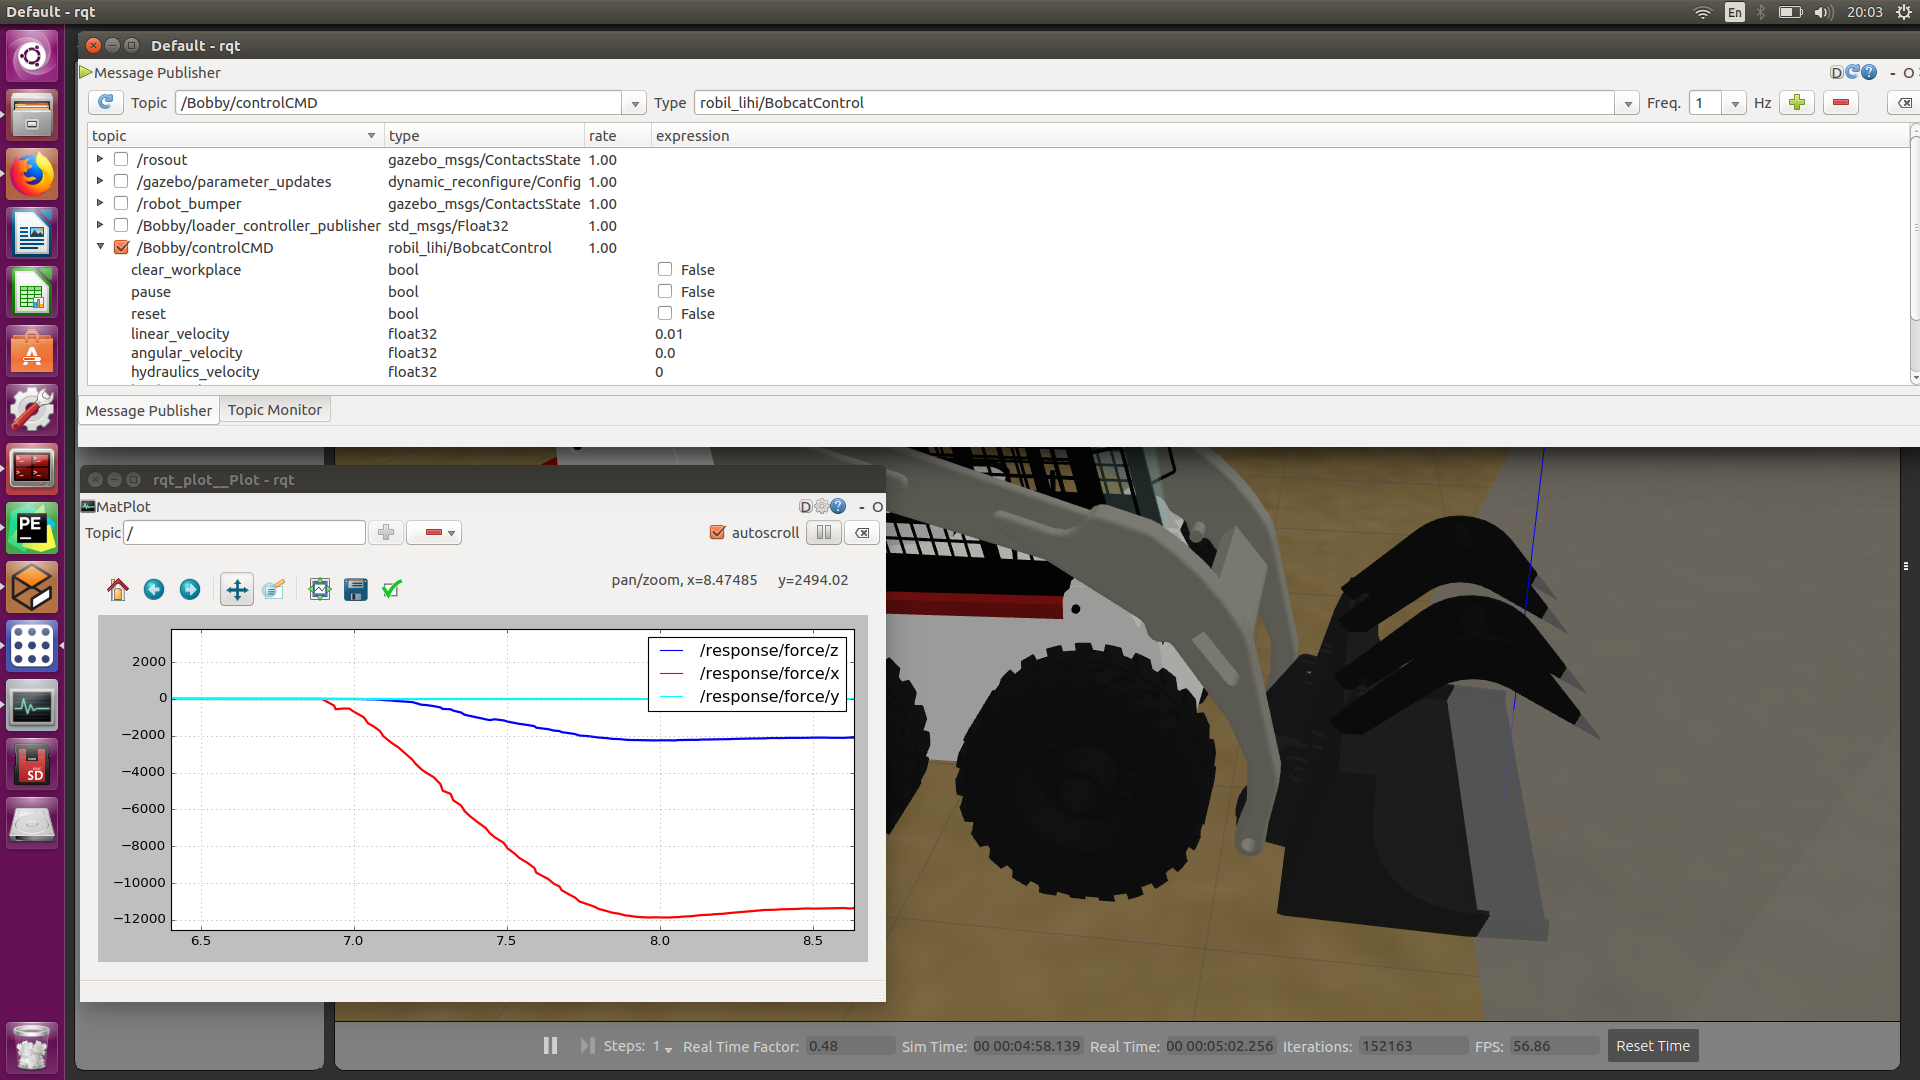 Default - rqt
En
20:03
Default - rqt
Message Publisher
D
- O
Topic /Bobby/controlCMD Type robil_lihi/BobcatControl Freq. 1 Hz
topic type rate expression
/rosout gazebo_msgs/ContactsState 1.00
/gazebo/parameter_updates dynamic_reconfigure/Config 1.00
/robot_bumper gazebo_msgs/ContactsState 1.00
/Bobby/loader_controller_publisher std_msgs/Float32 1.00
/Bobby/controlCMD robil_lihi/BobcatControl 1.00
clear_workplace bool False
pause bool False
reset bool False
linear_velocity float32 0.01
angular_velocity float32 0.0
hydraulics_velocity float32 0
Message Publisher Topic Monitor
rqt_plot__Plot - rqt
MatPlot
D
- O
Topic / autoscroll
pan/zoom, x=8.47485 y=2494.02
/response/force/z
/response/force/x
/response/force/y
2000
0
−2000
−4000
−6000
−8000
−10000
−12000
6.5 7.0 7.5 8.0 8.5
PE
SD
Steps: 1 Real Time Factor: 0.48 Sim Time: 00 00:04:58.139 Real Time: 00 00:05:02.256 Iterations: 152163 FPS: 56.86 Reset Time